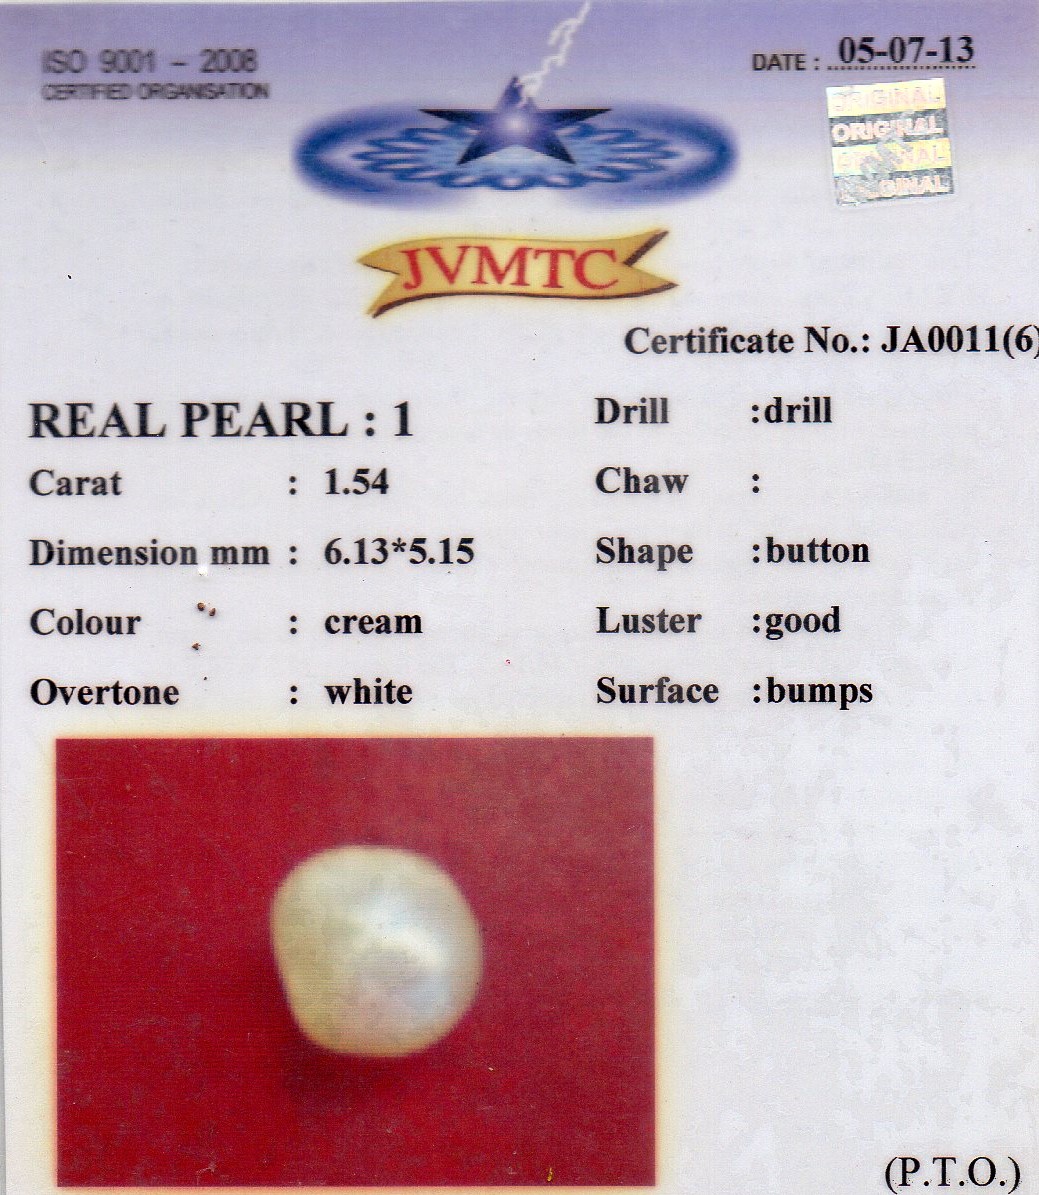 ISO 9001 – 2008
CERTIFIED ORGANISATION
DATE : 05-07-13
ORIGINAL
ORIGINAL
ORIGINAL
ORIGINAL
JVMTC
Certificate No.: JA0011(6)
REAL PEARL : 1
Drill :drill
Carat : 1.54
Chaw :
Dimension mm : 6.13*5.15
Shape :button
Colour : cream
Luster :good
Overtone : white
Surface :bumps
(P.T.O.)